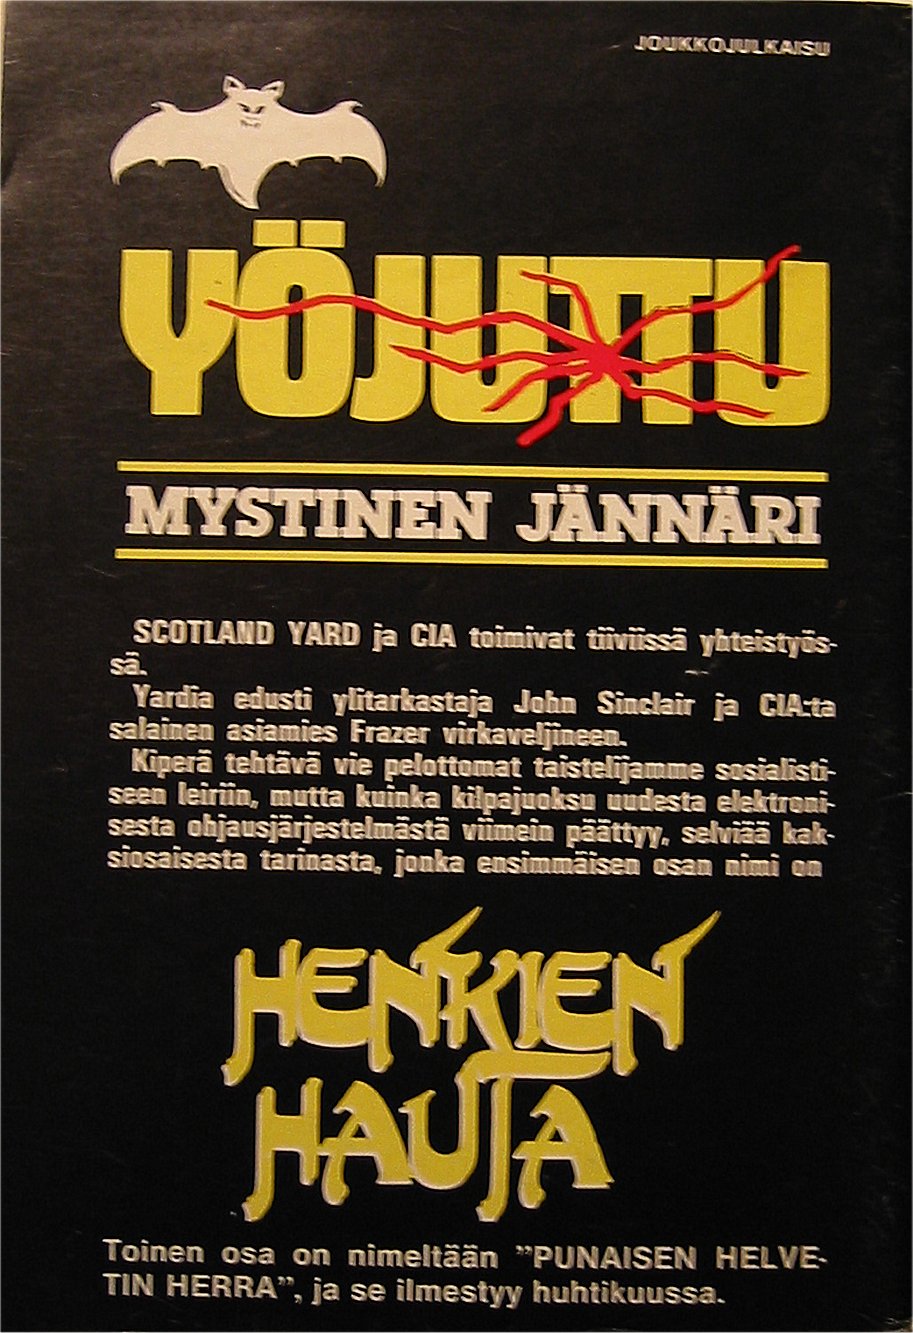 JOUKKOJULKAISU
YÖJUTTU
MYSTINEN JÄNNÄRI
SCOTLAND YARD ja CIA toimivat tiiviissä yhteistyös-
sä.
Yardia edusti ylitarkastaja John Sinclair ja CIA:ta
salainen asiamies Frazer virkaveljineen.
Kiperä tehtävä vie pelottomat taistelijamme sosialisti-
seen leiriin, mutta kuinka kilpajuoksu uudesta elektroni-
sesta ohjausjärjestelmästä viimein päättyy, selviää kak-
siosaisesta tarinasta, jonka ensimmäisen osan nimi on
HENKIEN
HAUTA
Toinen osa on nimeltään ”PUNAISEN HELVE-
TIN HERRA”, ja se ilmestyy huhtikuussa.